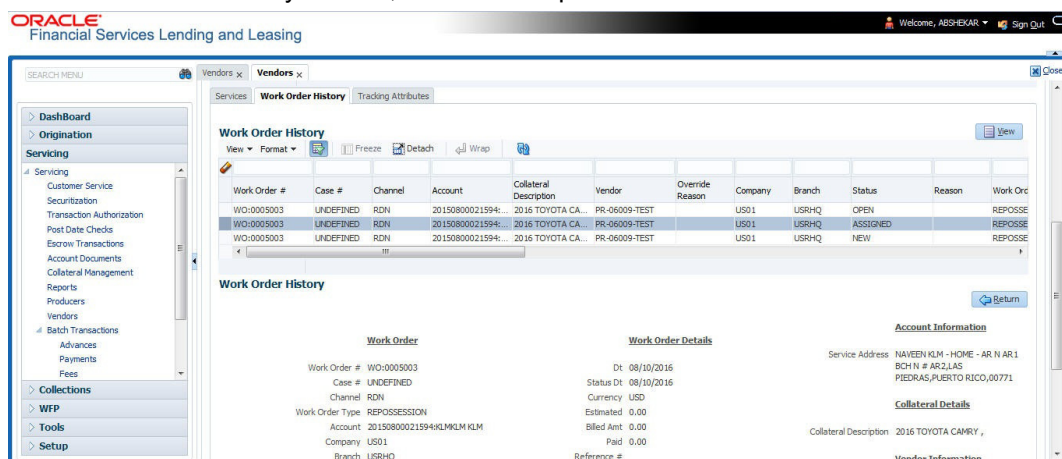 ORACLE
Financial Services Lending and Leasing
Welcome, ABSHEKAR
Sign Out
SEARCH MENU
Vendors x
Vendors x
Close
Services
Work Order History
Tracking Attributes
DashBoard
Origination
Servicing
Servicing
Customer Service
Securitization
Transaction Authorization
Post Date Checks
Escrow Transactions
Account Documents
Collateral Management
Reports
Producers
Vendors
Batch Transactions
Advances
Payments
Fees
Collections
WFP
Tools
Setup
Work Order History
View
View Format Freeze Detach Wrap
Work Order # Case # Channel Account Collateral Description Vendor Override Reason Company Branch Status Reason Work Ord
WO:0005003 UNDEFINED RDN 20150800021594:... 2016 TOYOTA CA... PR-06009-TEST US01 USRHQ OPEN REPOSSE
WO:0005003 UNDEFINED RDN 20150800021594:... 2016 TOYOTA CA... PR-06009-TEST US01 USRHQ ASSIGNED REPOSSE
WO:0005003 UNDEFINED RDN 20150800021594:... 2016 TOYOTA CA... PR-06009-TEST US01 USRHQ NEW REPOSSE
Work Order History
Return
Work Order
Work Order # WO:0005003
Case # UNDEFINED
Channel RDN
Work Order Type REPOSSESSION
Account 20150800021594:KLMKLM KLM
Company US01
Branch USRHQ
Work Order Details
Dt 08/10/2016
Status Dt 08/10/2016
Currency USD
Estimated 0.00
Billed Amt 0.00
Paid 0.00
Reference #
Account Information
Service Address NAVEEN KLM - HOME - AR N AR1
BCH N # AR2,LAS
PIEDRAS,PUERTO RICO,00771
Collateral Details
Collateral Description 2016 TOYOTA CAMRY ,
Vendor Information